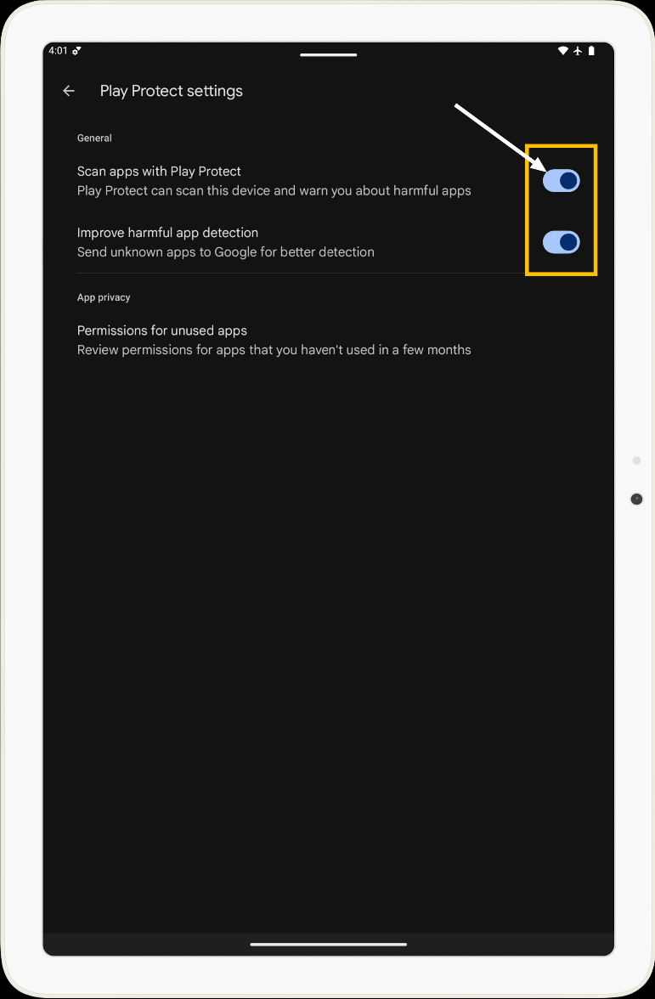 4:01
Play Protect settings
General
Scan apps with Play Protect
Play Protect can scan this device and warn you about harmful apps
Improve harmful app detection
Send unknown apps to Google for better detection
App privacy
Permissions for unused apps
Review permissions for apps that you haven't used in a few months